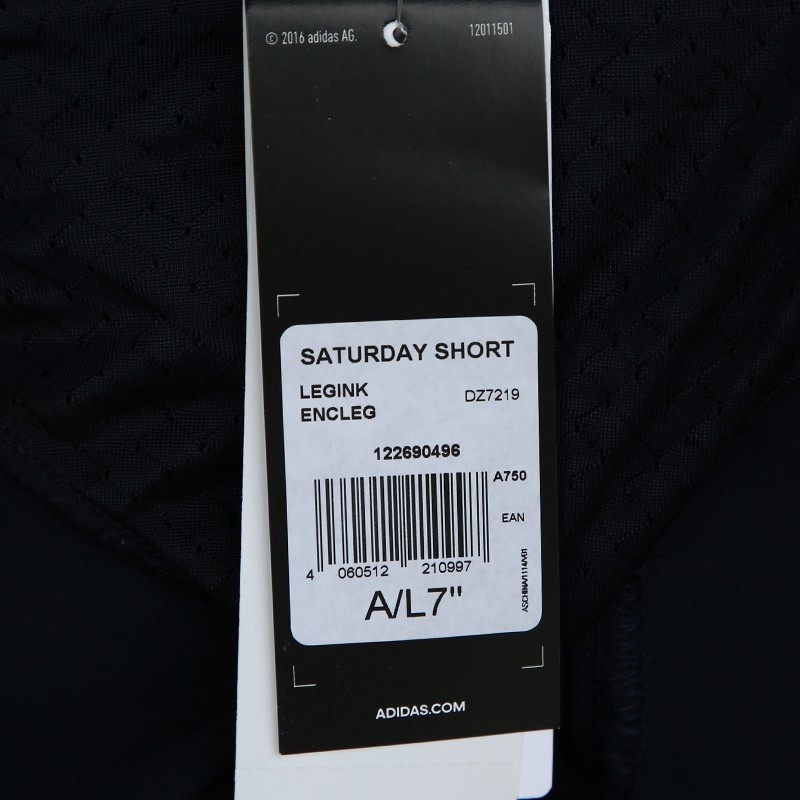 © 2016 adidas AG. 12011501
SATURDAY SHORT
LEGINK DZ7219
ENCLEG
122690496
A750
EAN
4 060512 210997
A/L7"
ADIDAS.COM